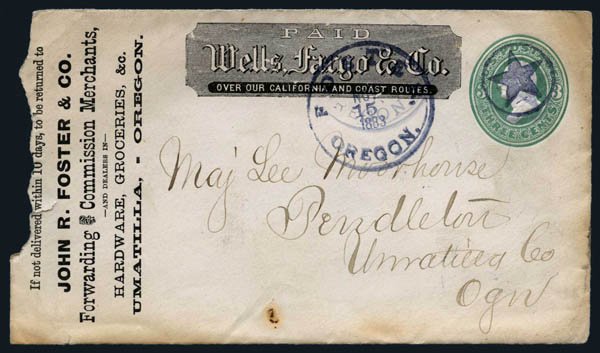 If not delivered within 10 days, to be returned to
JOHN R. FOSTER & CO.
Forwarding and Commission Merchants,
—AND DEALERS IN—
HARDWARE, GROCERIES, &c.
UMATILLA, - OREGON.
PAID
Wells, Fargo & Co.
OVER OUR CALIFORNIA AND COAST ROUTES.
15
1883
OREGON.
THREE CENTS
Maj Lee Moorhouse
Pendleton
Umatilla Co
Ogn